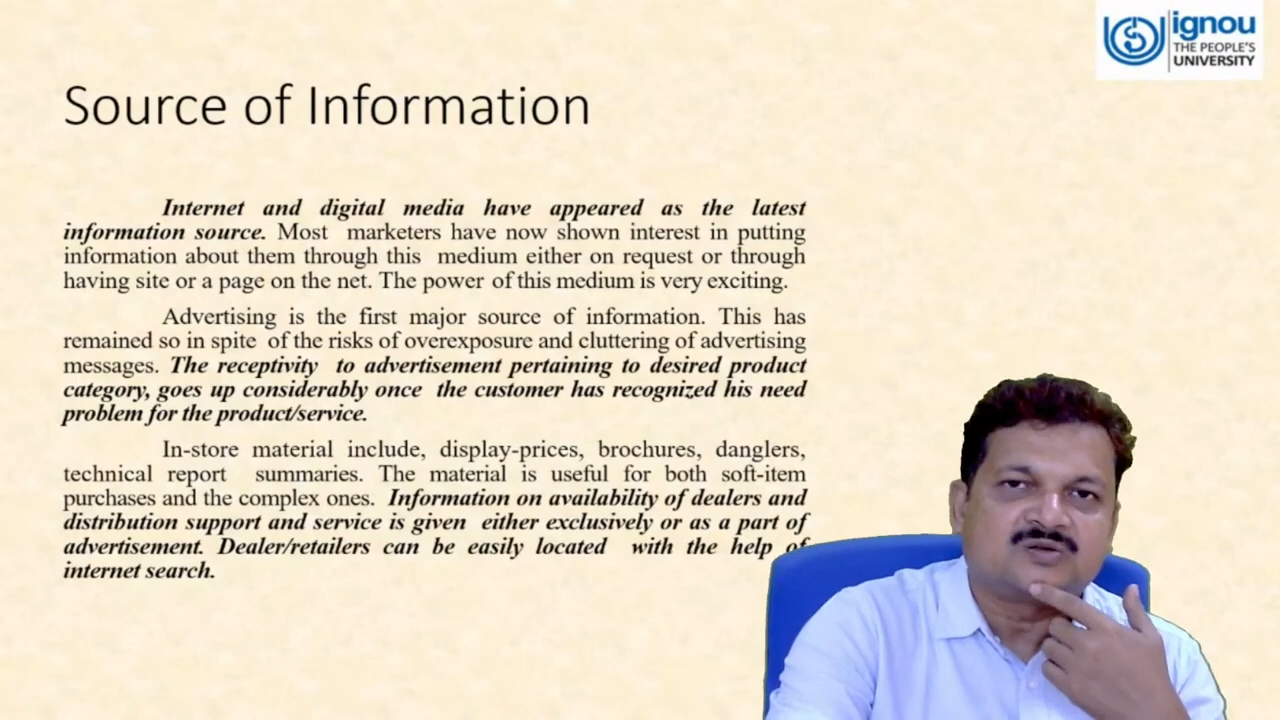 ignou
THE PEOPLE'S
UNIVERSITY
Source of Information
Internet and digital media have appeared as the latest
information source. Most marketers have now shown interest in putting
information about them through this medium either on request or through
having site or a page on the net. The power of this medium is very exciting.
Advertising is the first major source of information. This has
remained so in spite of the risks of overexposure and cluttering of advertising
messages. The receptivity to advertisement pertaining to desired product
category, goes up considerably once the customer has recognized his need
problem for the product/service.
In-store material include, display-prices, brochures, danglers,
technical report summaries. The material is useful for both soft-item
purchases and the complex ones. Information on availability of dealers and
distribution support and service is given either exclusively or as a part of
advertisement. Dealer/retailers can be easily located with the help of
internet search.